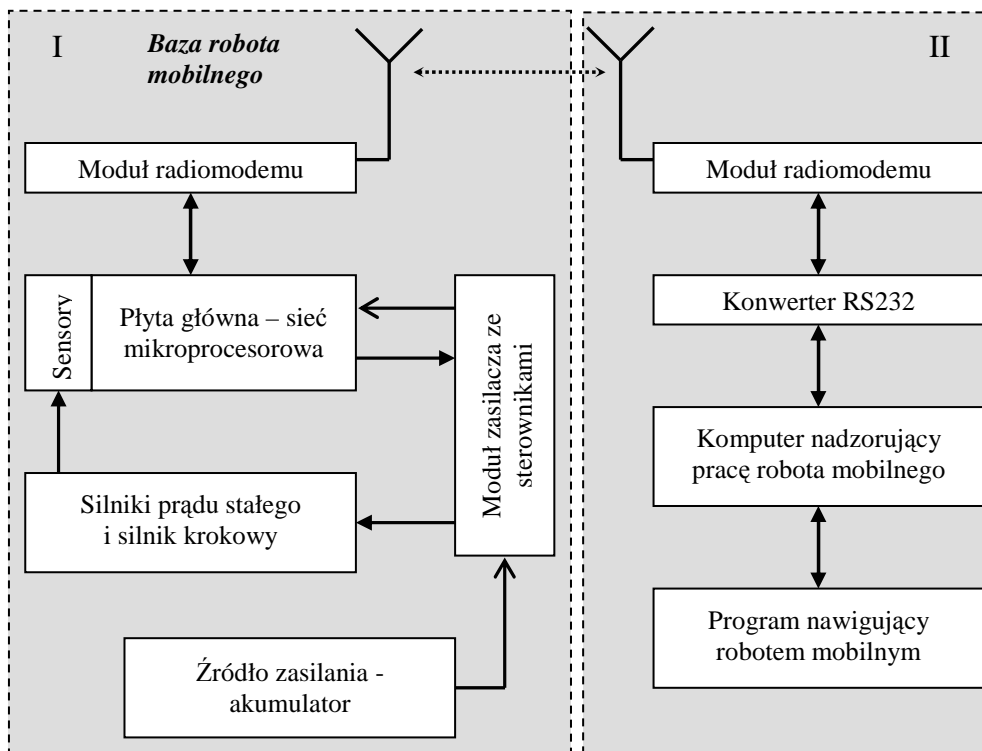 I
Baza robota
mobilnego
Moduł radiomodemu
Sensory
Płyta główna – sieć
mikroprocesorowa
Moduł zasilacza ze
sterownikami
Silniki prądu stałego
i silnik krokowy
Źródło zasilania -
akumulator
II
Moduł radiomodemu
Konwerter RS232
Komputer nadzorujący
pracę robota mobilnego
Program nawigujący
robotem mobilnym